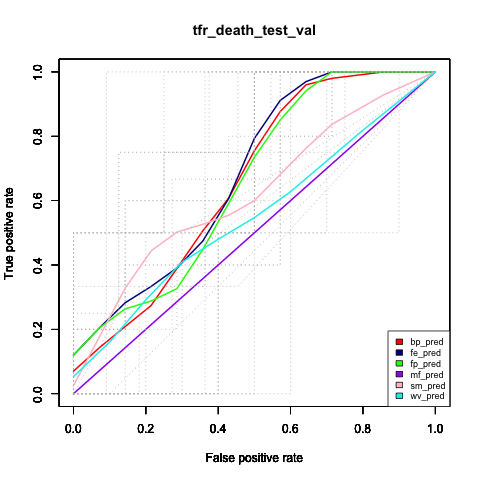 tfr_death_test_val
True positive rate
1.0
0.8
0.6
0.4
0.2
0.0
bp_pred
fe_pred
fp_pred
mf_pred
sm_pred
wv_pred
0.0 0.2 0.4 0.6 0.8 1.0
False positive rate